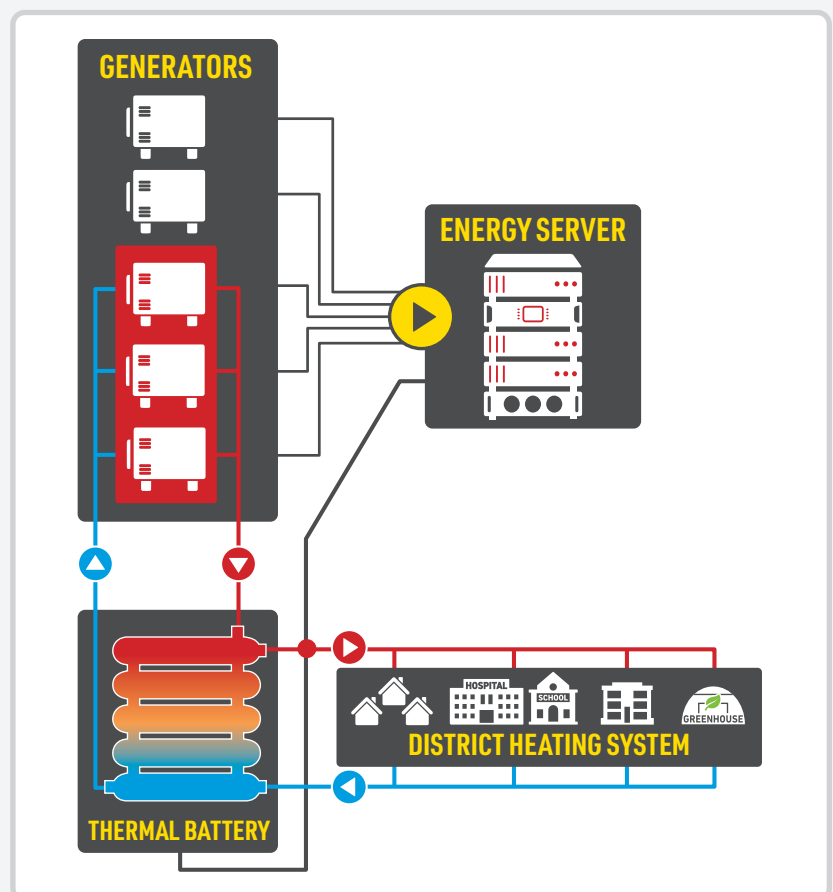 GENERATORS
ENERGY SERVER
HOSPITAL
SCHOOL
GREENHOUSE
DISTRICT HEATING SYSTEM
THERMAL BATTERY